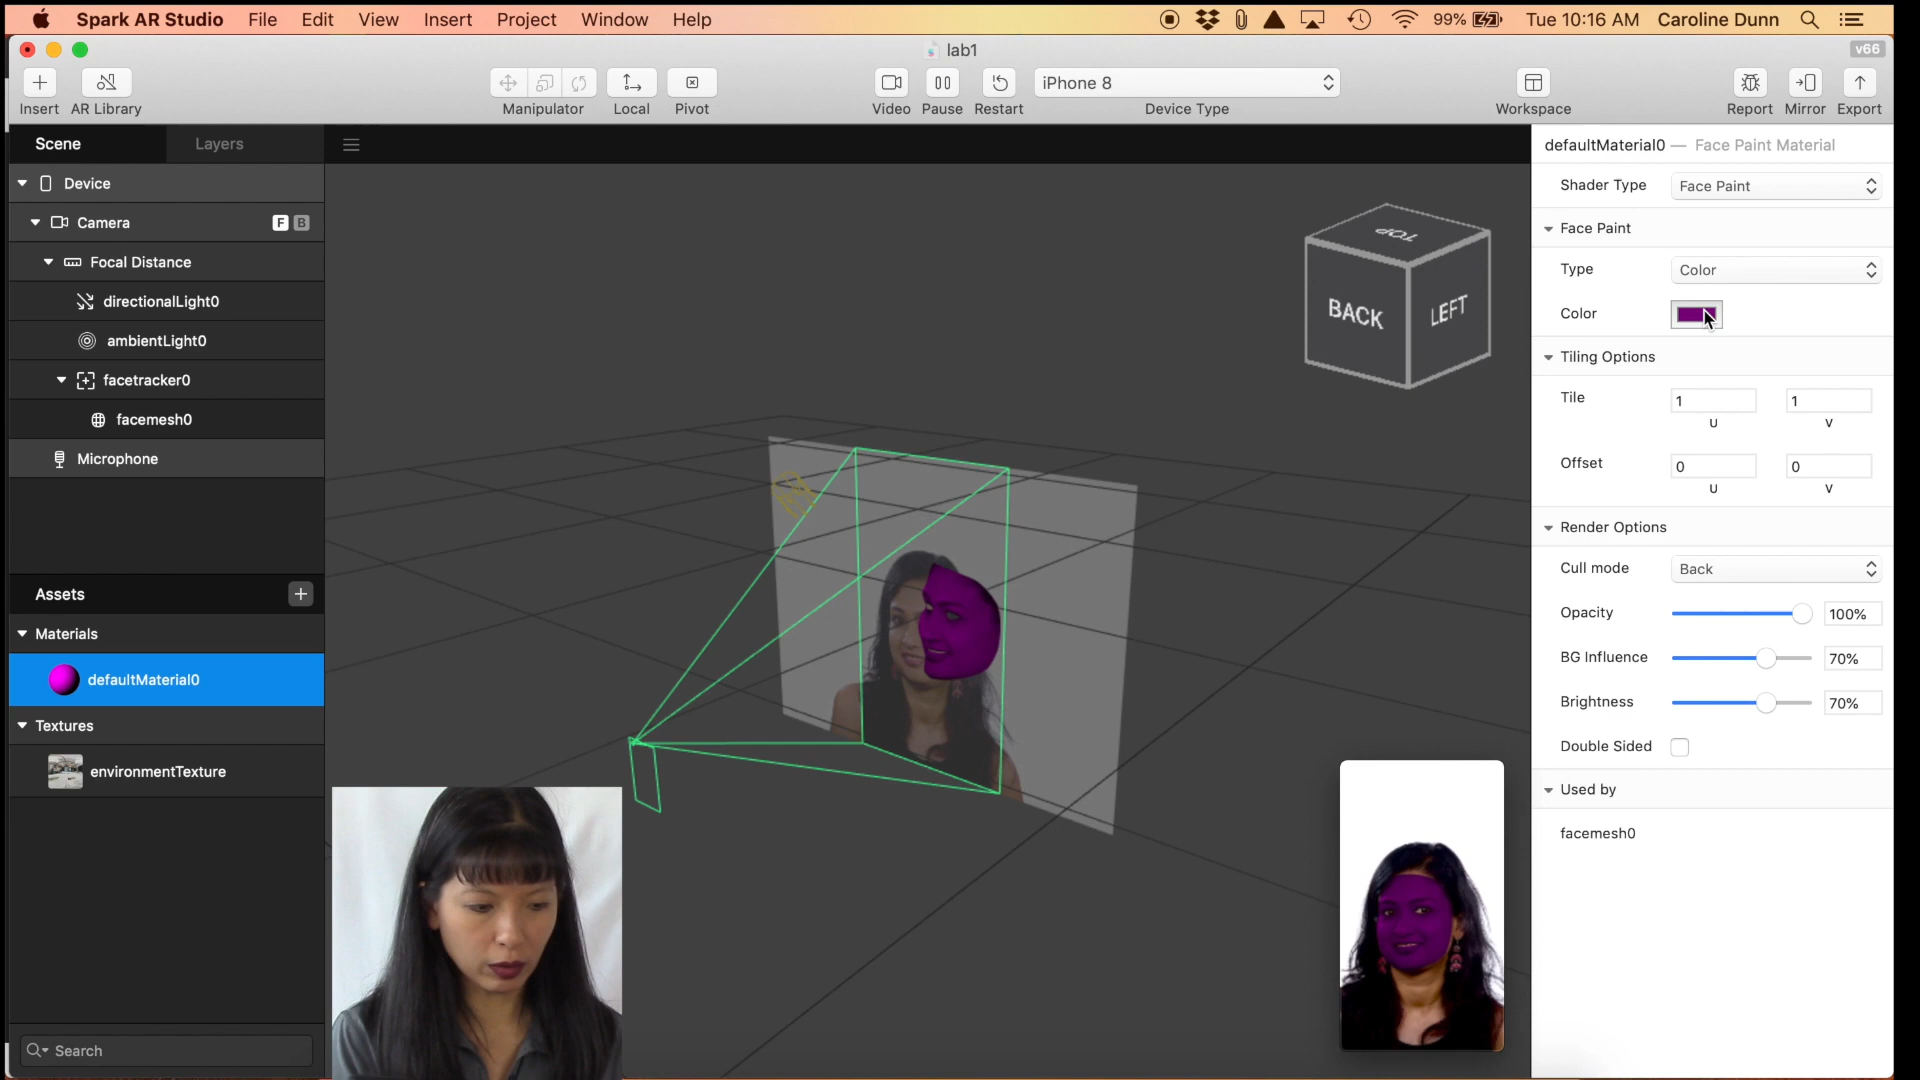 Spark AR Studio File Edit View Insert Project Window Help 99% Tue 10:16 AM Caroline Dunn
lab1 v66
iPhone 8
Insert AR Library Manipulator Local Pivot Video Pause Restart Device Type Workspace Report Mirror Export
Scene Layers
Device
Camera F B
Focal Distance
directionalLight0
ambientLight0
facetracker0
facemesh0
Microphone
Assets +
Materials
defaultMaterial0
Textures
environmentTexture
Search
TOP
BACK LEFT
defaultMaterial0 — Face Paint Material
Shader Type Face Paint
Face Paint
Type Color
Color
Tiling Options
Tile 1 1
U V
Offset 0 0
U V
Render Options
Cull mode Back
Opacity 100%
BG Influence 70%
Brightness 70%
Double Sided
Used by
facemesh0